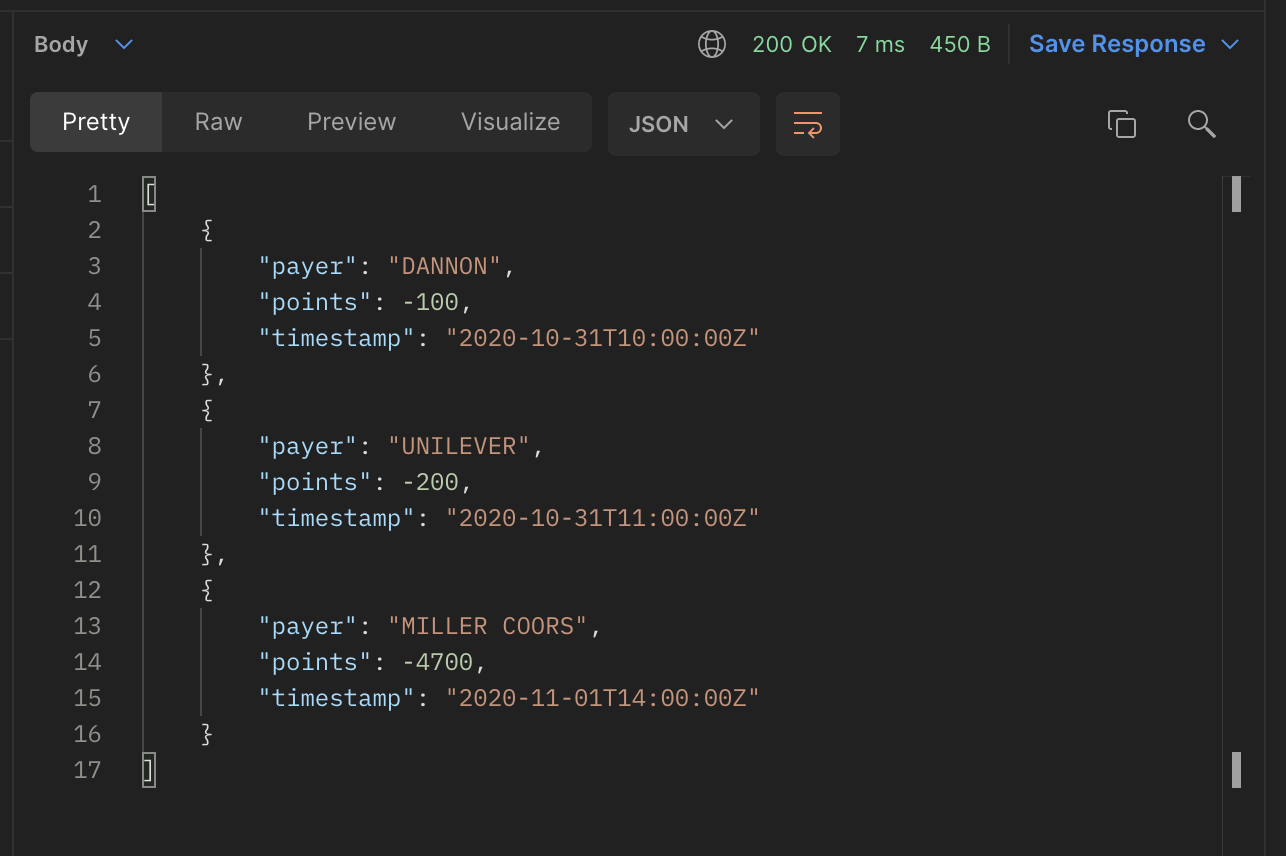 Body 200 OK 7 ms 450 B Save Response
Pretty Raw Preview Visualize JSON
1 [
2 {
3 "payer": "DANNON",
4 "points": -100,
5 "timestamp": "2020-10-31T10:00:00Z"
6 },
7 {
8 "payer": "UNILEVER",
9 "points": -200,
10 "timestamp": "2020-10-31T11:00:00Z"
11 },
12 {
13 "payer": "MILLER COORS",
14 "points": -4700,
15 "timestamp": "2020-11-01T14:00:00Z"
16 }
17 ]